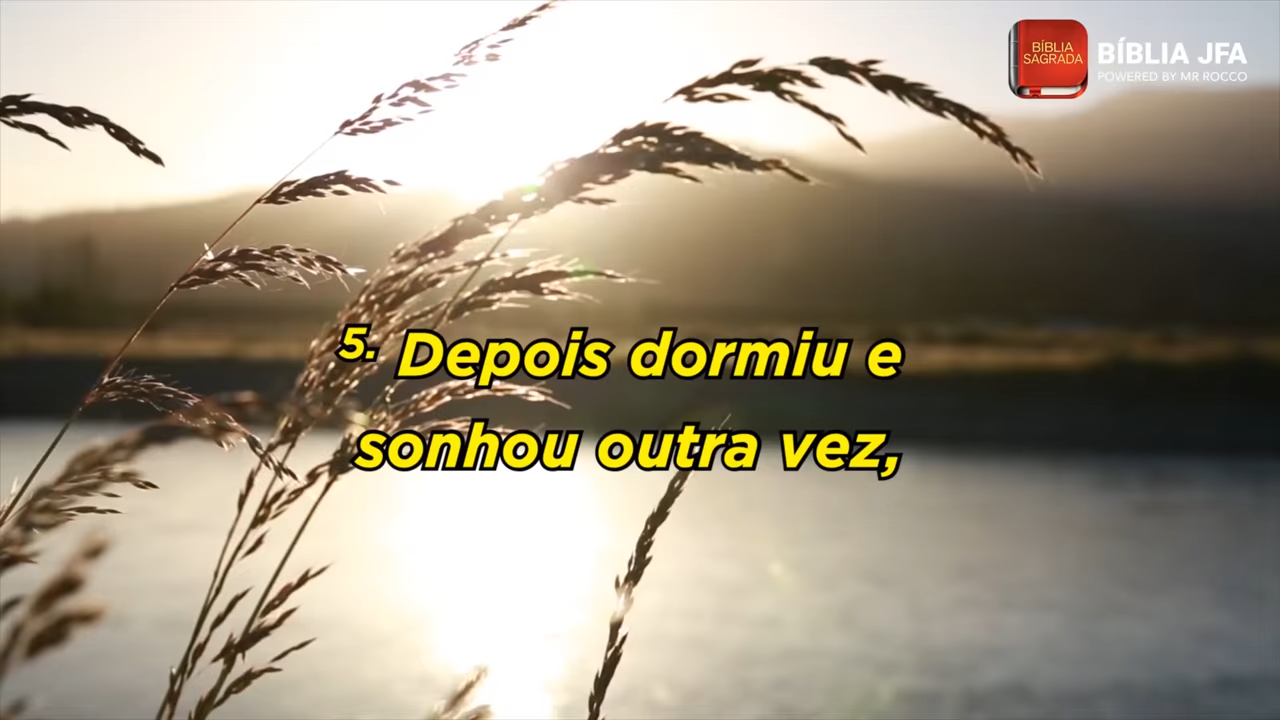 BÍBLIA
SAGRADA
BÍBLIA JFA
POWERED BY MR ROCCO
5. Depois dormiu e
sonhou outra vez,